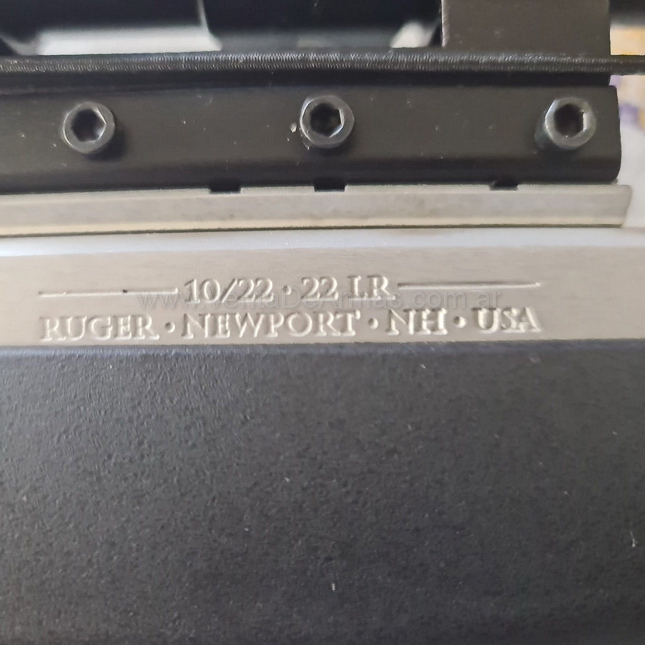 10/22 · 22 LR
RUGER · NEWPORT · NH · USA